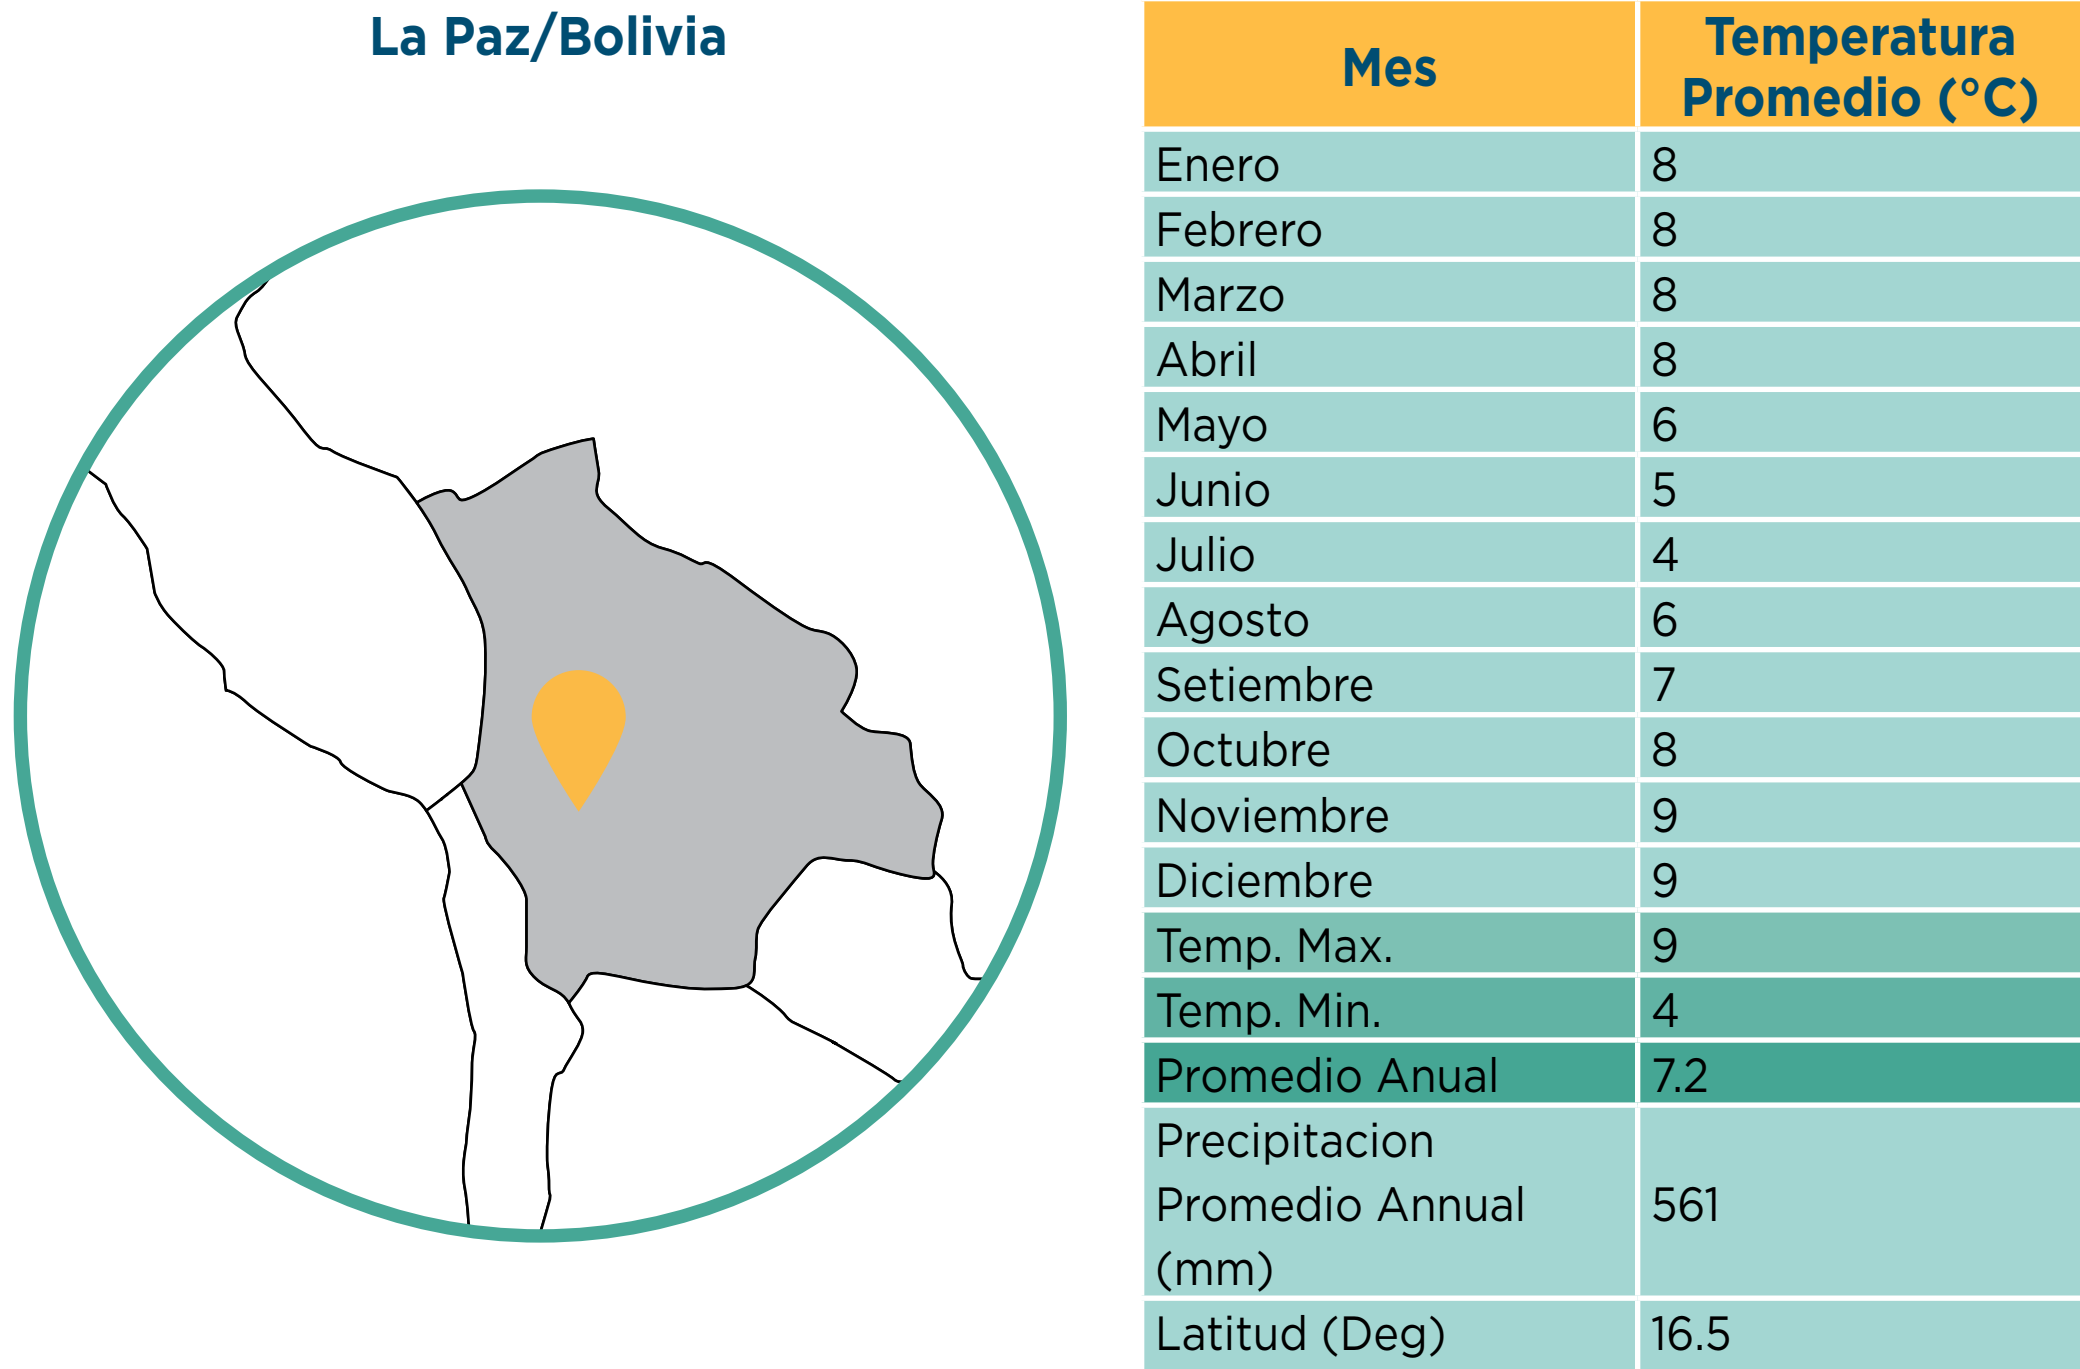 La Paz/Bolivia
Mes
Temperatura
Promedio (°C)
Enero 8
Febrero 8
Marzo 8
Abril 8
Mayo 6
Junio 5
Julio 4
Agosto 6
Setiembre 7
Octubre 8
Noviembre 9
Diciembre 9
Temp. Max. 9
Temp. Min. 4
Promedio Anual 7.2
Precipitacion
Promedio Annual 561
(mm)
Latitud (Deg) 16.5